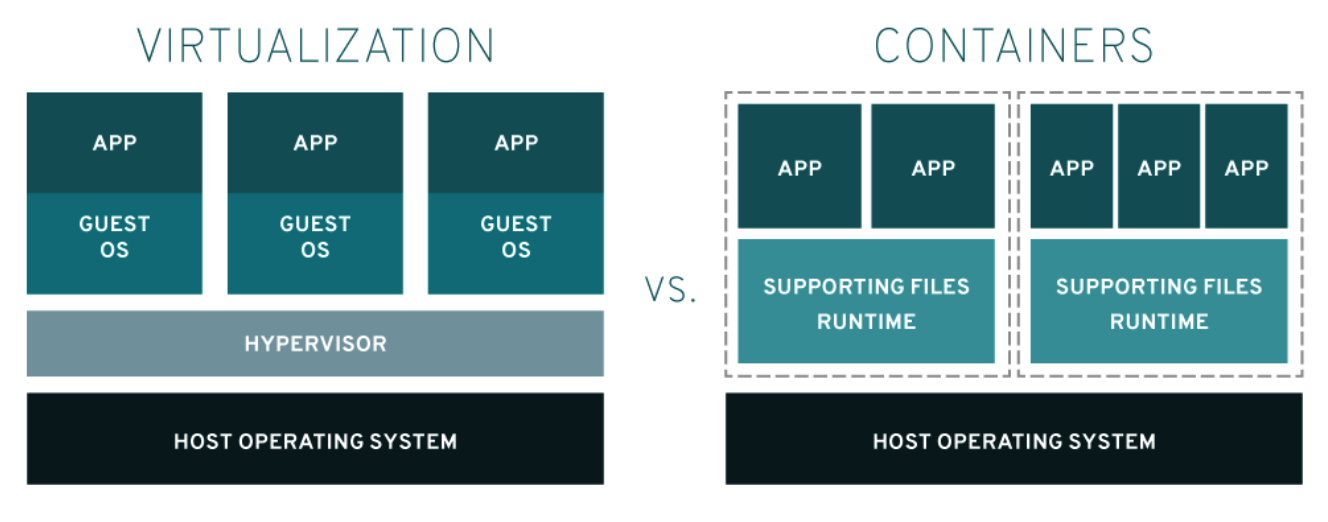 VIRTUALIZATION
APP
APP
APP
GUEST
OS
GUEST
OS
GUEST
OS
HYPERVISOR
HOST OPERATING SYSTEM
VS.
CONTAINERS
APP
APP
APP
APP
APP
SUPPORTING FILES
RUNTIME
SUPPORTING FILES
RUNTIME
HOST OPERATING SYSTEM